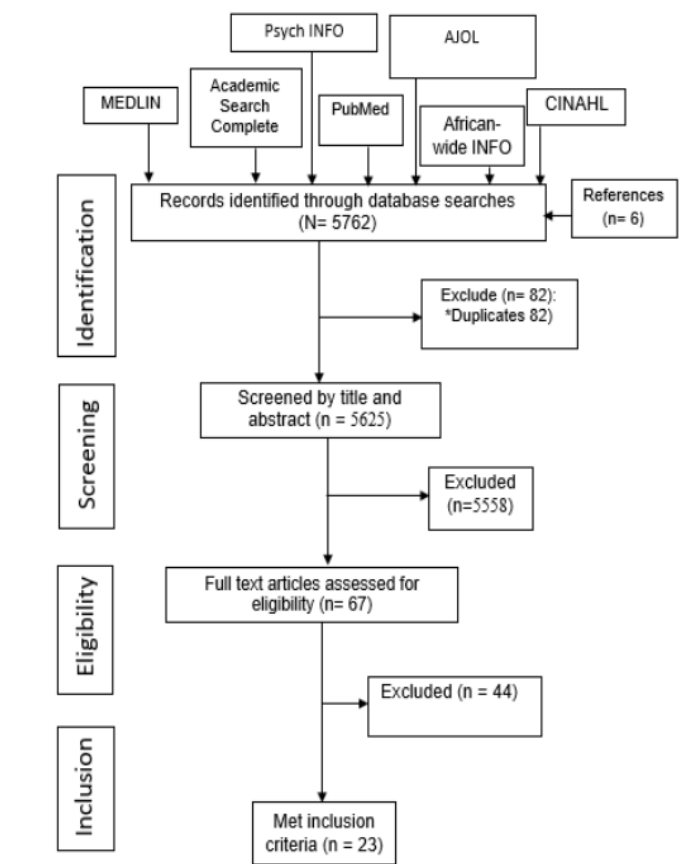 Psych INFO
AJOL
MEDLIN
Academic
Search
Complete
PubMed
African-
wide INFO
CINAHL
Identification
Records identified through database searches
(N= 5762)
References
(n= 6)
Exclude (n= 82):
*Duplicates 82)
Screening
Screened by title and
abstract (n = 5625)
Excluded
(n=5558)
Eligibility
Full text articles assessed for
eligibility (n= 67)
Excluded (n = 44)
Inclusion
Met inclusion
criteria (n = 23)